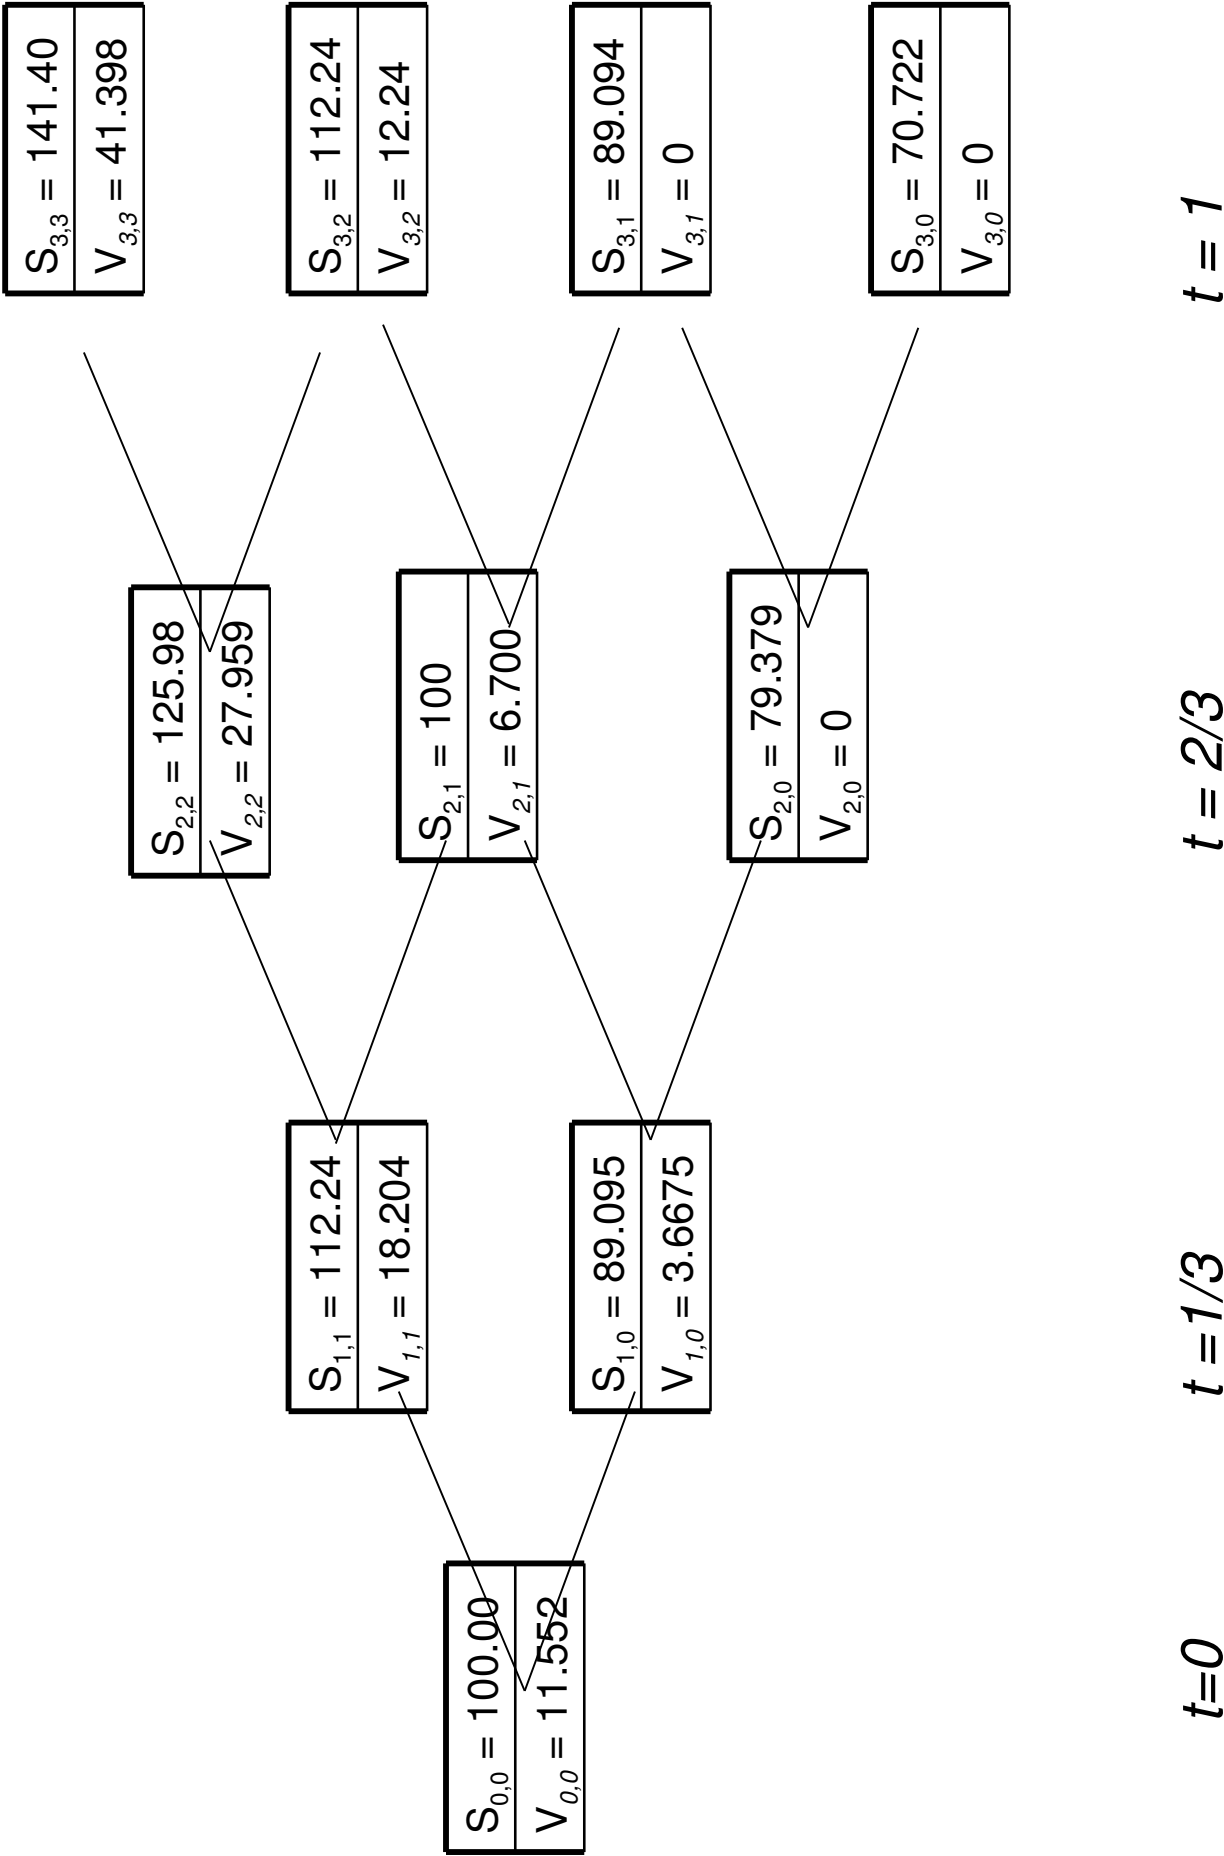 S3,3 = 141.40
V3,3 = 41.398
S3,2 = 112.24
V3,2 = 12.24
S3,1 = 89.094
V3,1 = 0
S3,0 = 70.722
V3,0 = 0
t = 1
S2,2 = 125.98
V2,2 = 27.959
S2,1 = 100
V2,1 = 6.700
S2,0 = 79.379
V2,0 = 0
t = 2/3
S1,1 = 112.24
V1,1 = 18.204
S1,0 = 89.095
V1,0 = 3.6675
t =1/3
S0,0 = 100.00
V0,0 = 11.552
t=0